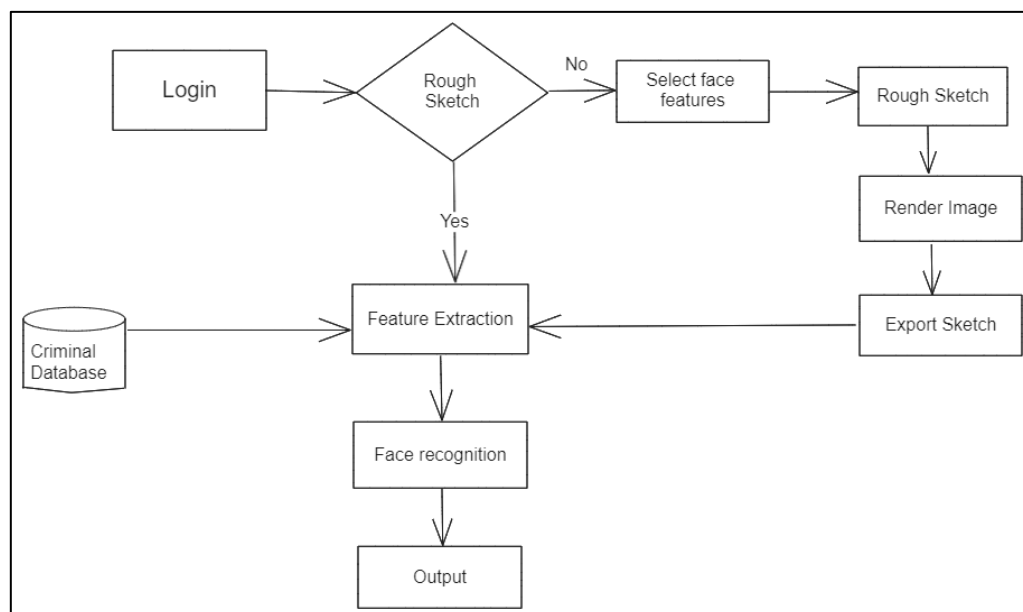 Login
Rough
Sketch
No
Select face
features
Rough Sketch
Yes
Render Image
Feature Extraction
Export Sketch
Criminal
Database
Face recognition
Output